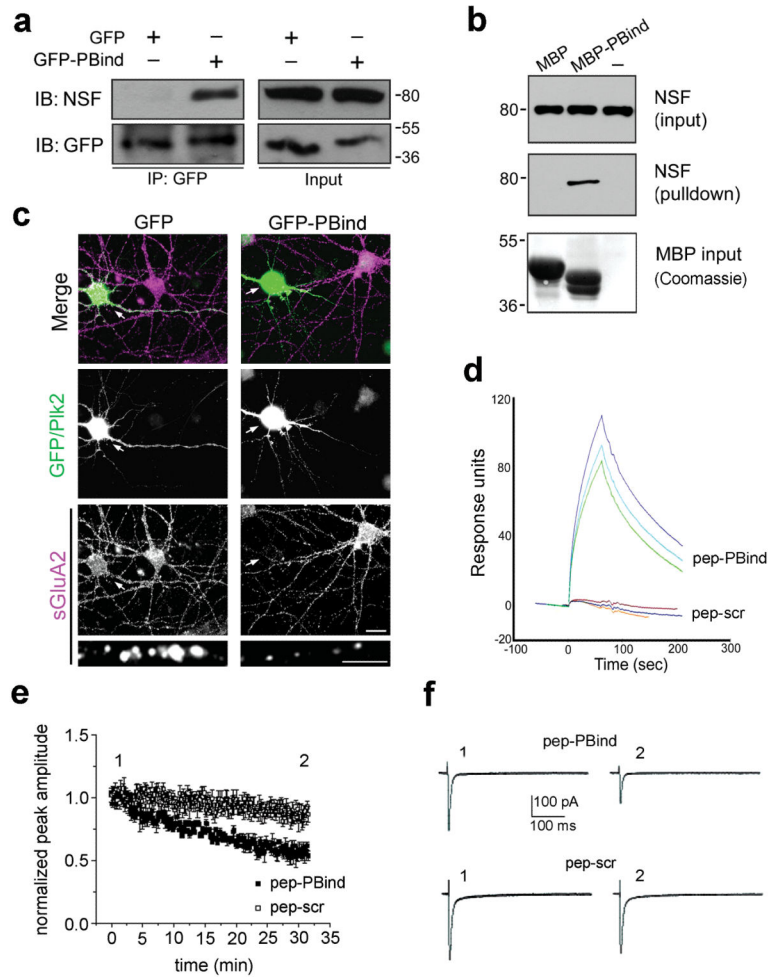 a
GFP + − + −
GFP-PBind − + − +
IB: NSF
-80
IB: GFP
-55
-36
IP: GFP
Input
b
MBP
MBP-PBind
−
80
NSF
(input)
80
NSF
(pulldown)
55
36
MBP input
(Coomassie)
c
GFP
GFP-PBind
Merge
GFP/Plk2
sGluA2
d
Response units
120
80
40
0
-20
-100
0
100
200
300
Time (sec)
pep-PBind
pep-scr
e
normalized peak amplitude
1.5
1.0
0.5
0.0
0 5 10 15 20 25 30 35
time (min)
1
2
pep-PBind
pep-scr
f
pep-PBind
1
2
100 pA
100 ms
pep-scr
1
2